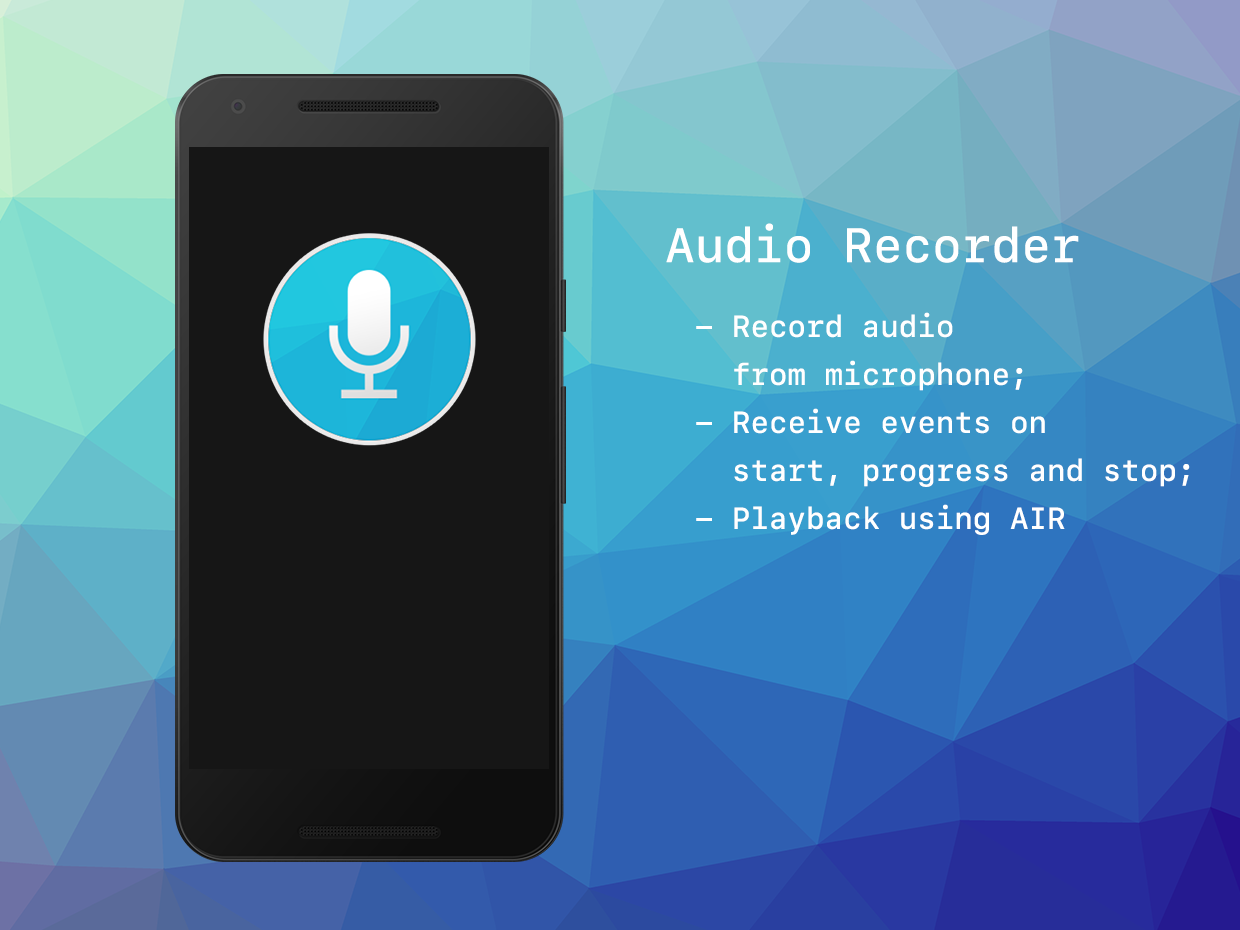 Audio Recorder
– Record audio
from microphone;
– Receive events on
start, progress and stop;
– Playback using AIR